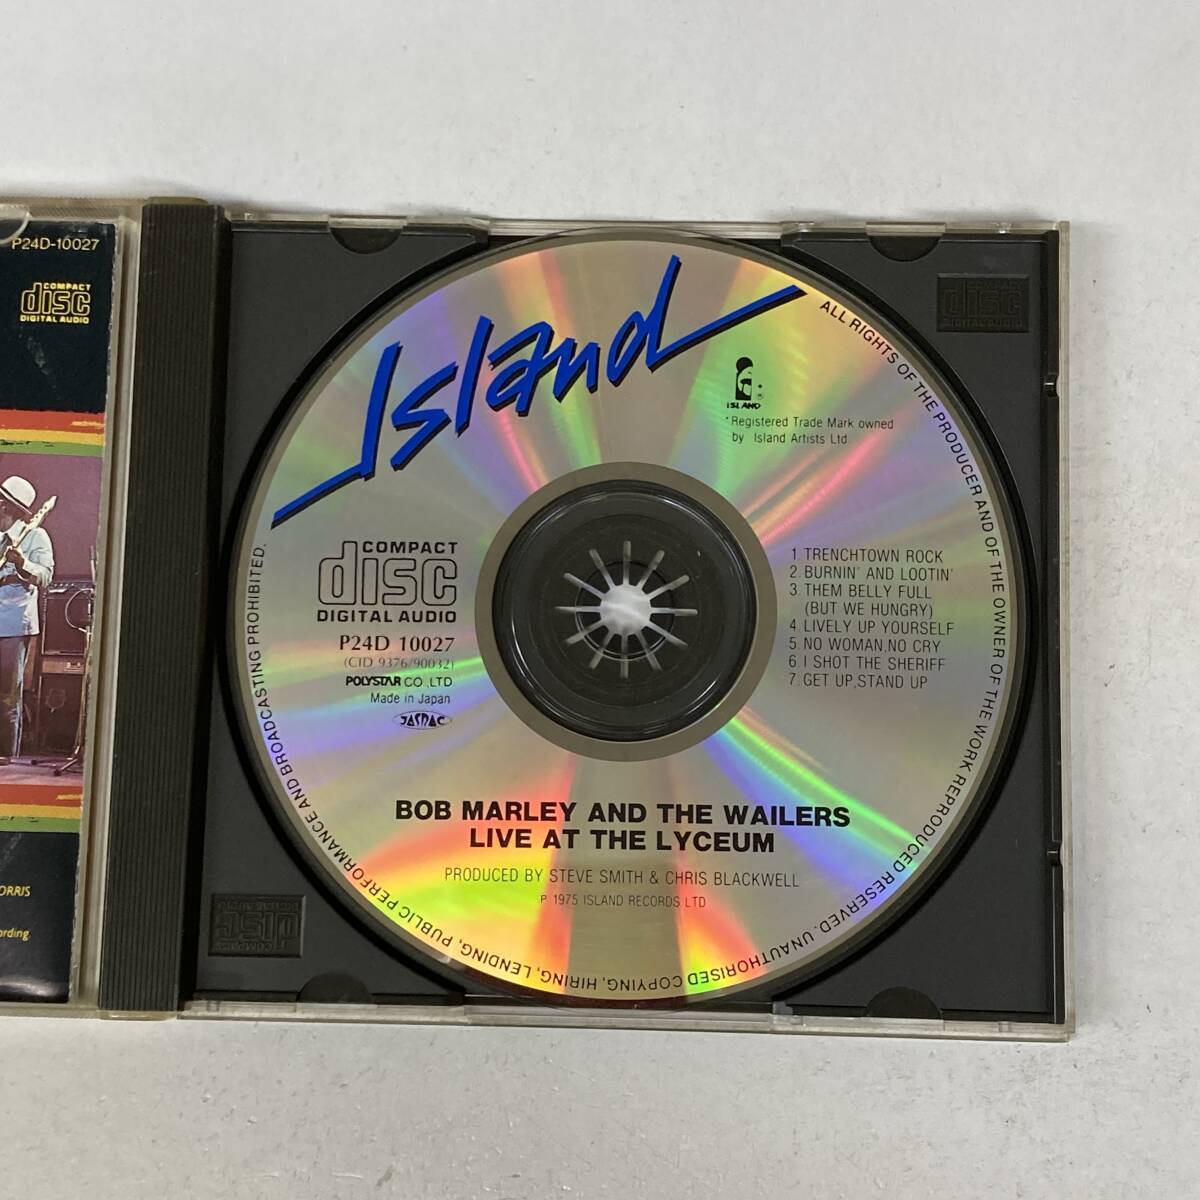 P24D-10027
COMPACT
disc
DIGITAL AUDIO
ORRIS
ording.
Island
ISLAND
*Registered Trade Mark owned
by Island Artists Ltd.
COMPACT
disc
DIGITAL AUDIO
P24D 10027
(CID 9376/90032)
POLYSTAR CO.,LTD
Made in Japan
JASRAC
1. TRENCHTOWN ROCK
2. BURNIN' AND LOOTIN'
3. THEM BELLY FULL
(BUT WE HUNGRY)
4. LIVELY UP YOURSELF
5. NO WOMAN,NO CRY
6. I SHOT THE SHERIFF
7. GET UP,STAND UP
BOB MARLEY AND THE WAILERS
LIVE AT THE LYCEUM
PRODUCED BY STEVE SMITH & CHRIS BLACKWELL
P 1975 ISLAND RECORDS LTD
ALL RIGHTS OF THE PRODUCER AND OF THE OWNER OF THE WORK REPRODUCED RESERVED. UNAUTHORISED COPYING, HIRING, LENDING, PUBLIC PERFORMANCE AND BROADCASTING PROHIBITED.
COMPACT
disc
DIGITAL AUDIO
COMPACT
disc
DIGITAL AUDIO